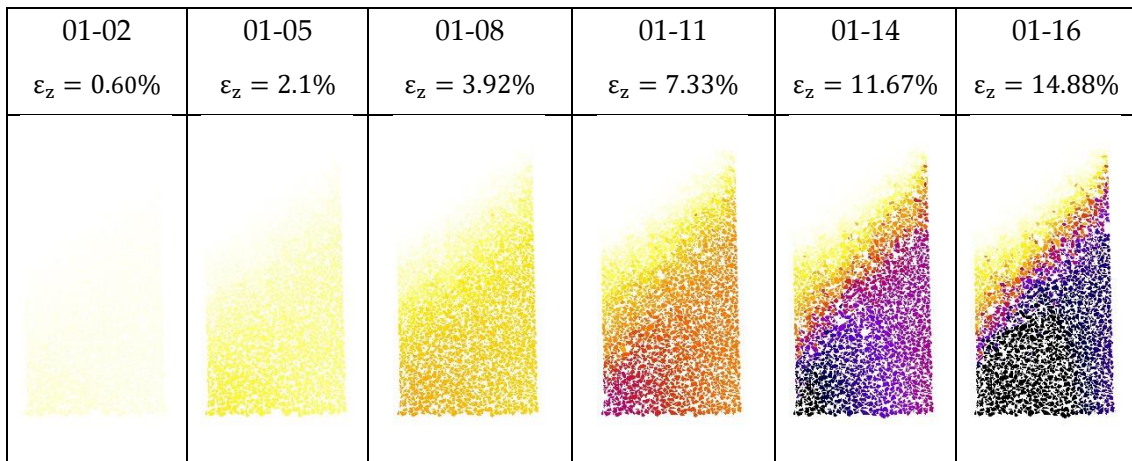 01-02 01-05 01-08 01-11 01-14 01-16
ε_z = 0.60% ε_z = 2.1% ε_z = 3.92% ε_z = 7.33% ε_z = 11.67% ε_z = 14.88%